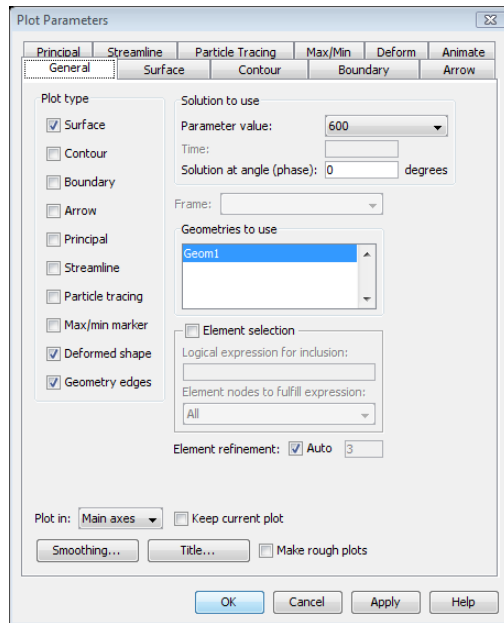 Plot Parameters
Principal Streamline Particle Tracing Max/Min Deform Animate
General Surface Contour Boundary Arrow
Plot type
Surface
Contour
Boundary
Arrow
Principal
Streamline
Particle tracing
Max/min marker
Deformed shape
Geometry edges
Solution to use
Parameter value: 600
Time:
Solution at angle (phase): 0 degrees
Frame:
Geometries to use
Geom1
Element selection
Logical expression for inclusion:
Element nodes to fulfill expression:
All
Element refinement: Auto 3
Plot in: Main axes Keep current plot
Smoothing... Title... Make rough plots
OK Cancel Apply Help